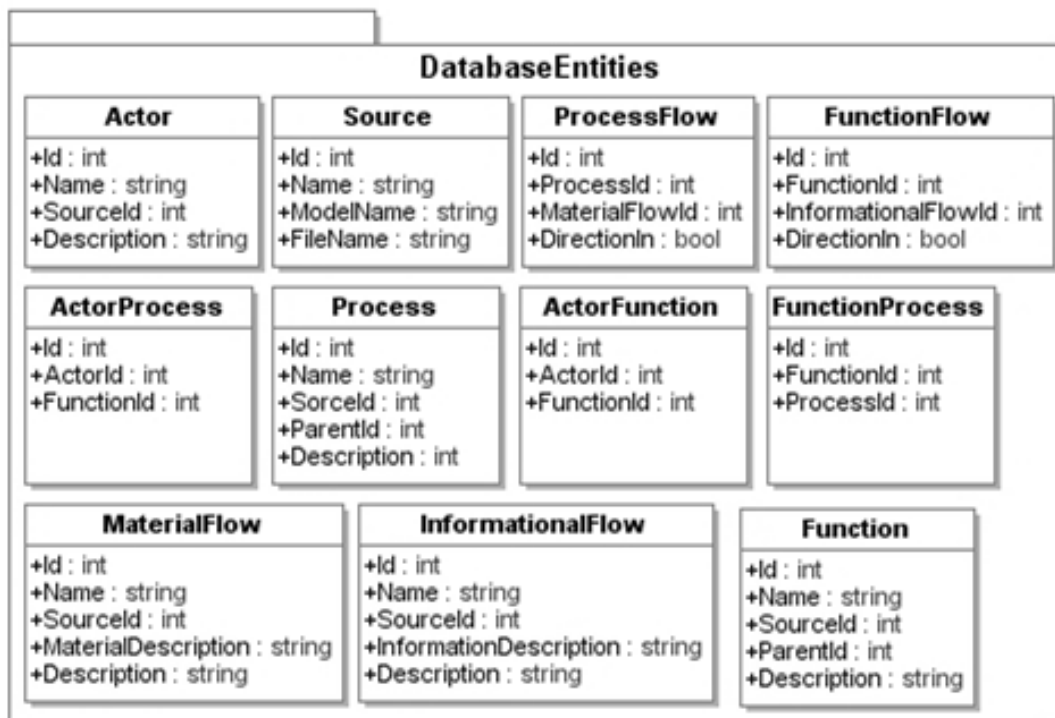 DatabaseEntities
Actor
+Id : int
+Name : string
+SourceId : int
+Description : string
Source
+Id : int
+Name : string
+ModelName : string
+FileName : string
ProcessFlow
+Id : int
+ProcessId : int
+MaterialFlowId : int
+DirectionIn : bool
FunctionFlow
+Id : int
+FunctionId : int
+InformationalFlowId : int
+DirectionIn : bool
ActorProcess
+Id : int
+ActorId : int
+FunctionId : int
Process
+Id : int
+Name : string
+SorceId : int
+ParentId : int
+Description : int
ActorFunction
+Id : int
+ActorId : int
+FunctionId : int
FunctionProcess
+Id : int
+FunctionId : int
+ProcessId : int
MaterialFlow
+Id : int
+Name : string
+SourceId : int
+MaterialDescription : string
+Description : string
InformationalFlow
+Id : int
+Name : string
+SourceId : int
+InformationDescription : string
+Description : string
Function
+Id : int
+Name : string
+SourceId : int
+ParentId : int
+Description : string